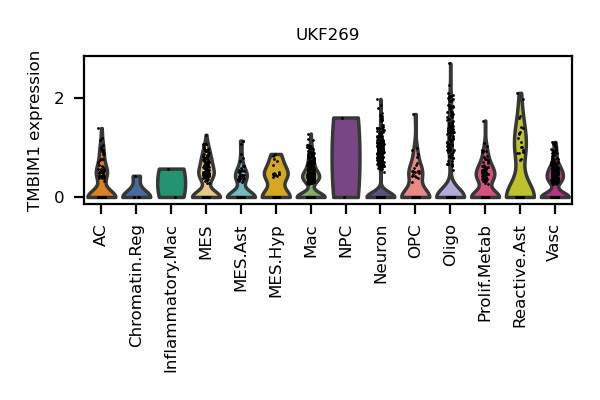 UKF269
TMBIM1 expression
2
0
AC
Chromatin.Reg
Inflammatory.Mac
MES
MES.Ast
MES.Hyp
Mac
NPC
Neuron
OPC
Oligo
Prolif.Metab
Reactive.Ast
Vasc